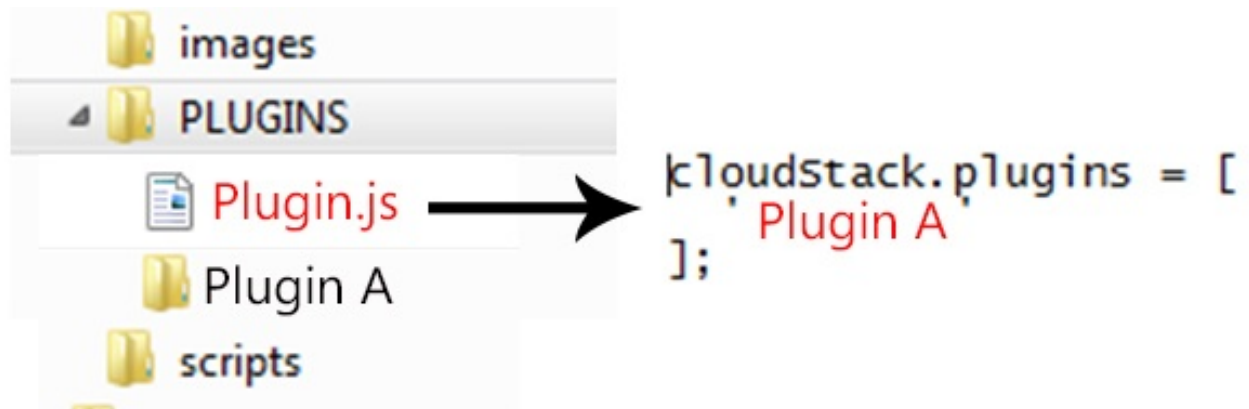 images
PLUGINS
Plugin.js
Plugin A
scripts
cloudStack.plugins = [
Plugin A
];